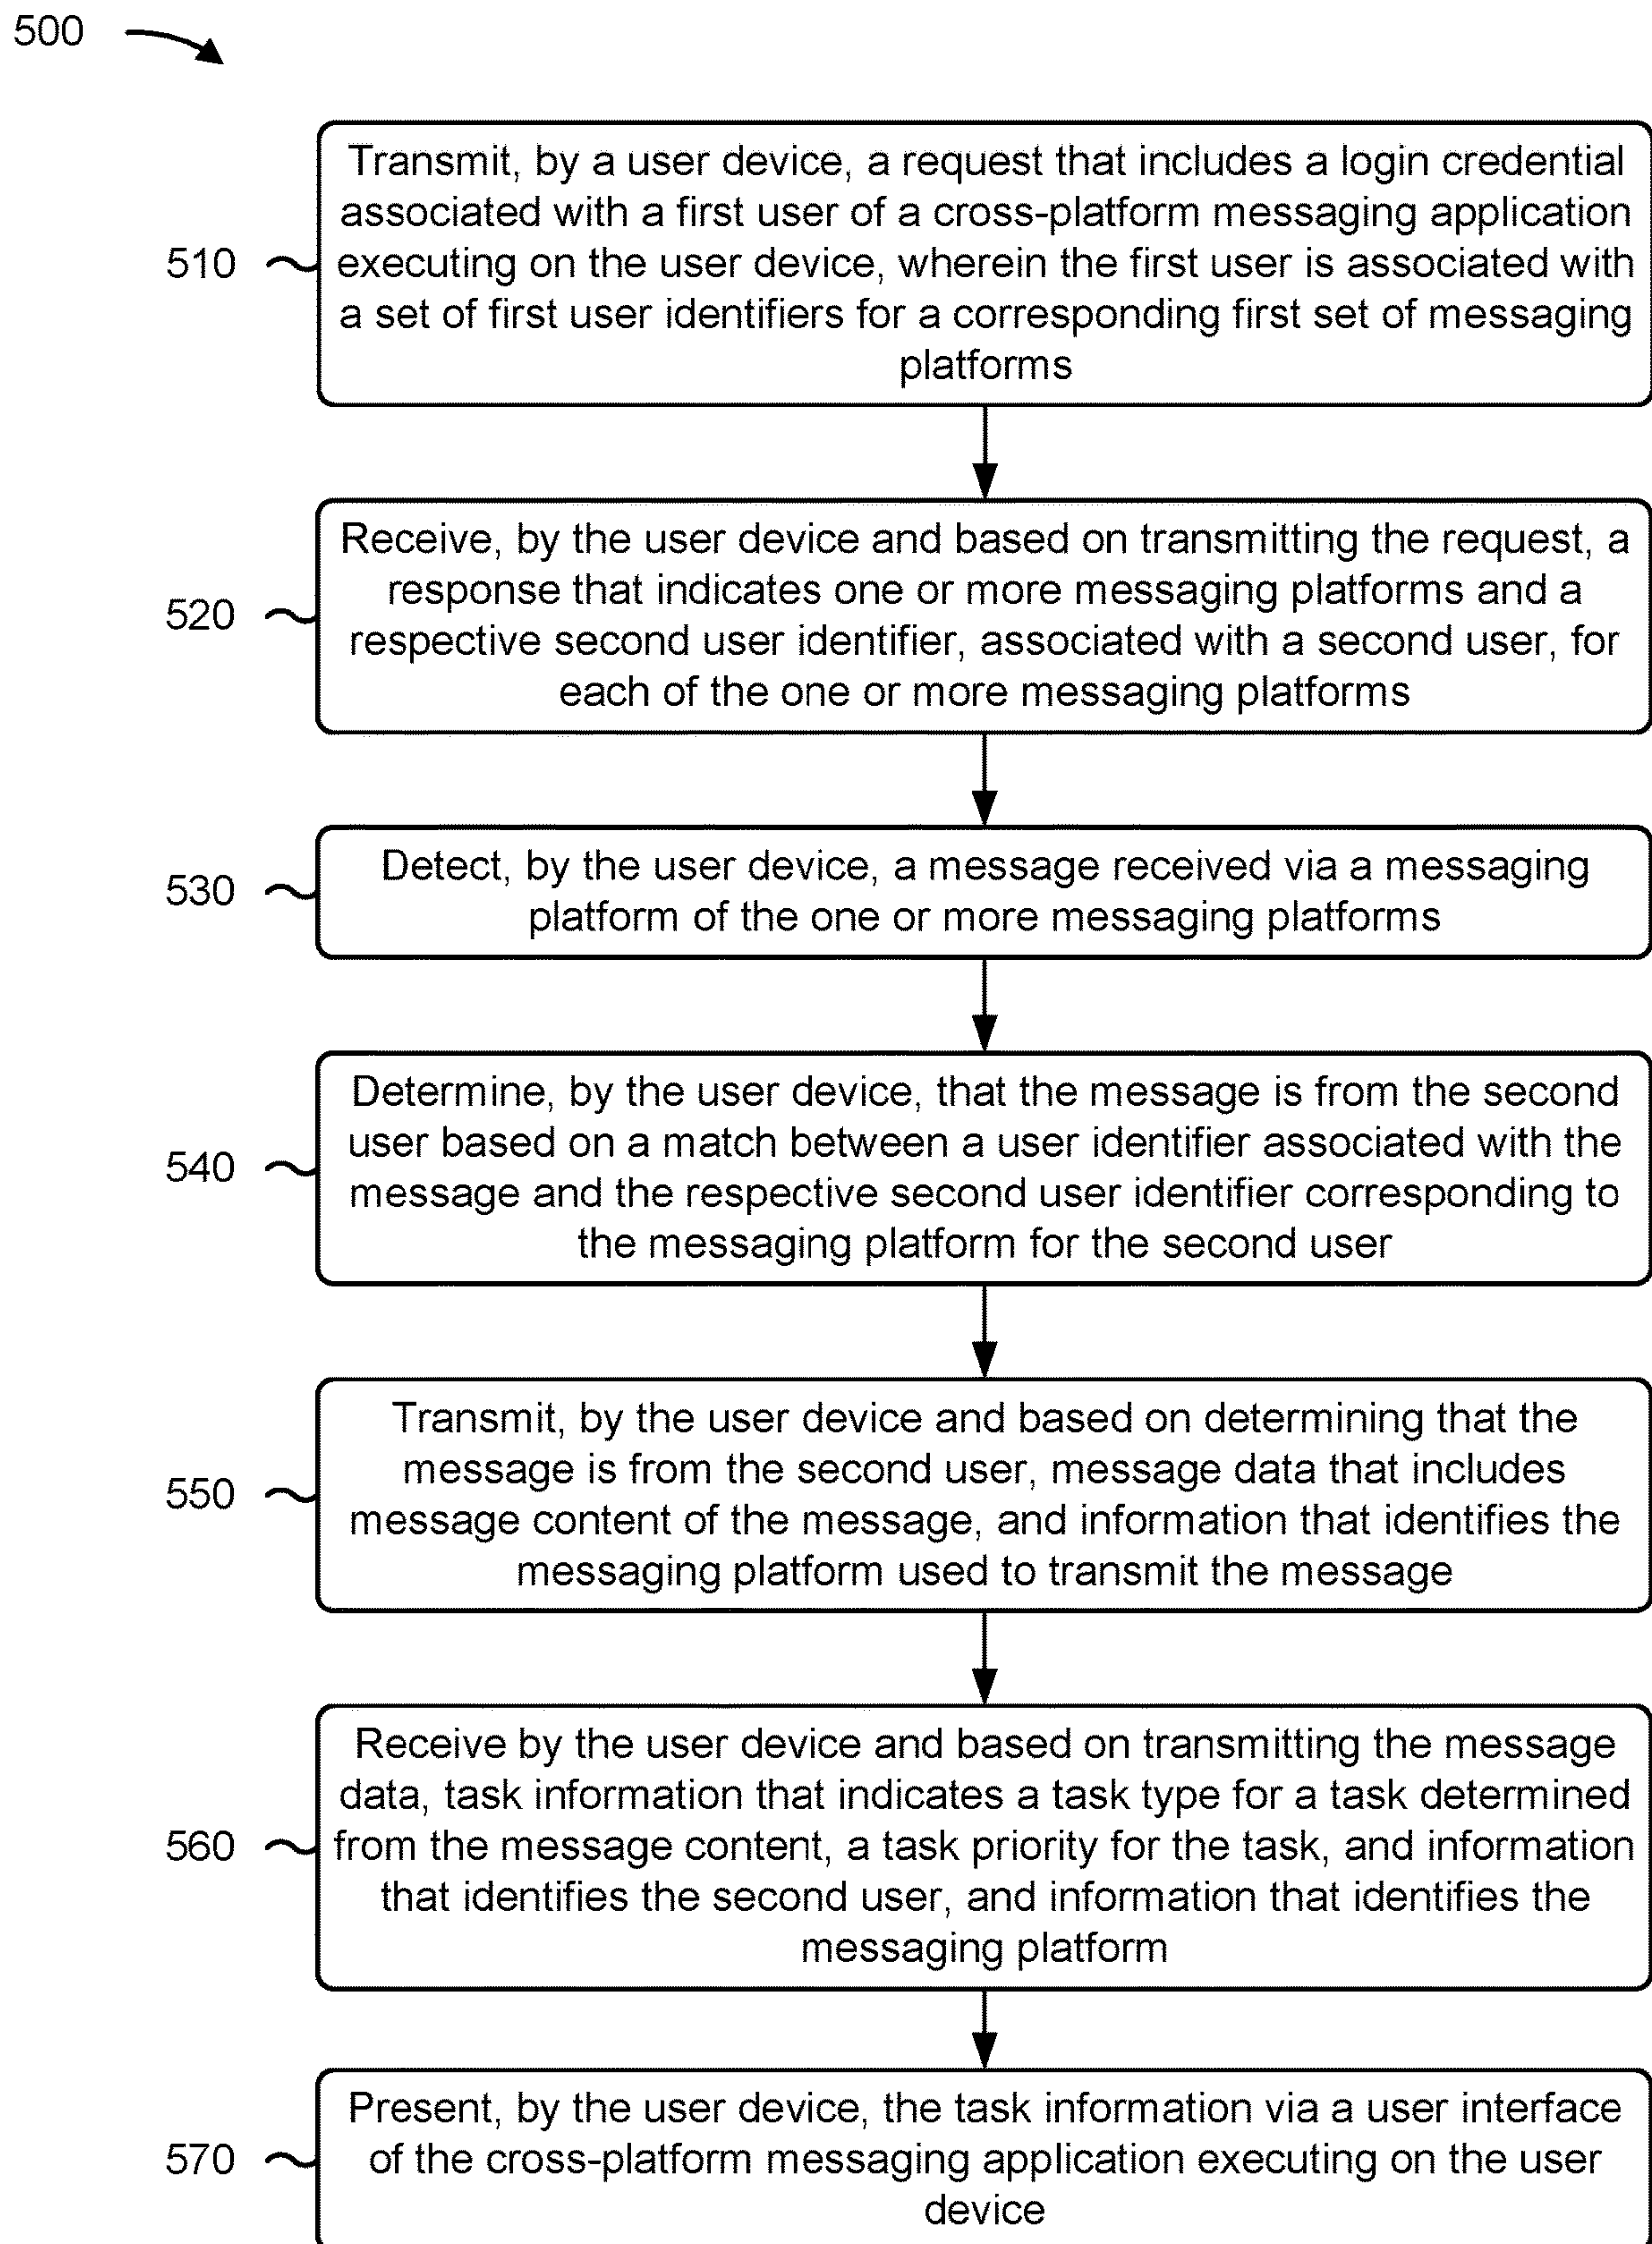 500
Transmit, by a user device, a request that includes a login credential
associated with a first user of a cross-platform messaging application
510
executing on the user device, wherein the first user is associated with
a set of first user identifiers for a corresponding first set of messaging
platforms
Receive, by the user device and based on transmitting the request, a
response that indicates one or more messaging platforms and a
520
respective second user identifier, associated with a second user, for
each of the one or more messaging platforms
530
Detect, by the user device, a message received via a messaging
platform of the one or more messaging platforms
Determine, by the user device, that the message is from the second
user based on a match between a user identifier associated with the
540
message and the respective second user identifier corresponding to
the messaging platform for the second user
Transmit, by the user device and based on determining that the
message is from the second user, message data that includes
550
message content of the message, and information that identifies the
messaging platform used to transmit the message
Receive by the user device and based on transmitting the message
data, task information that indicates a task type for a task determined
560
from the message content, a task priority for the task, and information
that identifies the second user, and information that identifies the
messaging platform
Present, by the user device, the task information via a user interface
570
of the cross-platform messaging application executing on the user
device